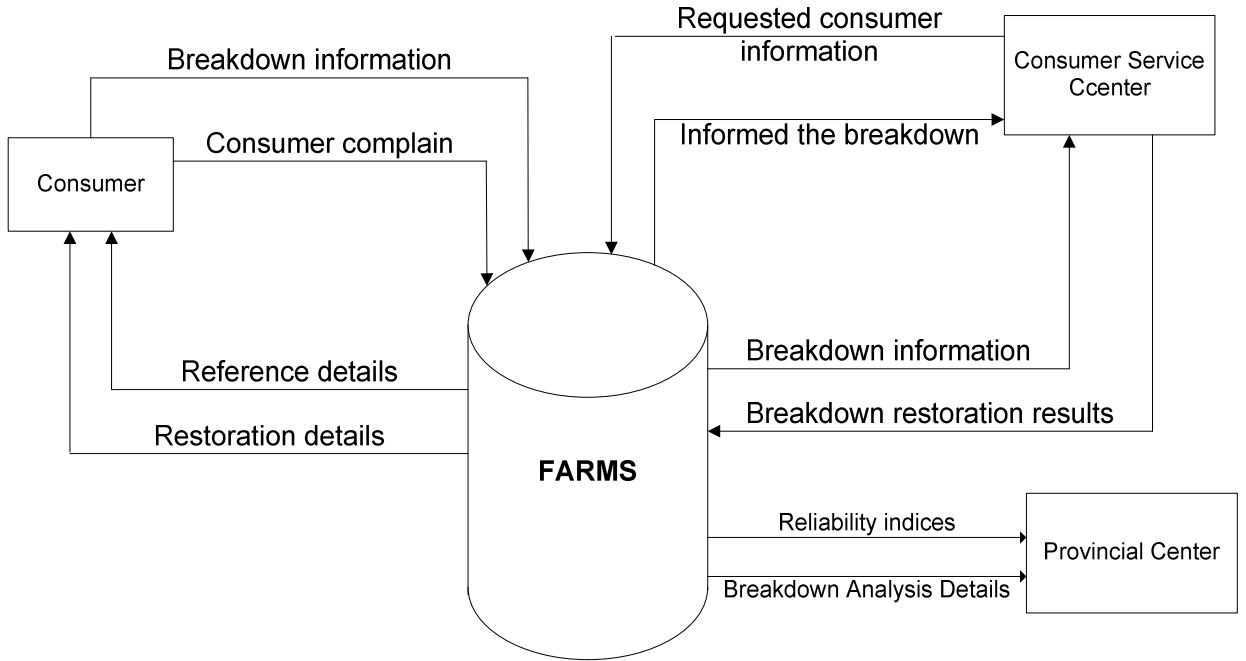 Requested consumer
information
Breakdown information
Consumer Service
Ccenter
Consumer complain
Informed the breakdown
Consumer
Breakdown information
Reference details
Breakdown restoration results
Restoration details
FARMS
Reliability indices
Provincial Center
Breakdown Analysis Details